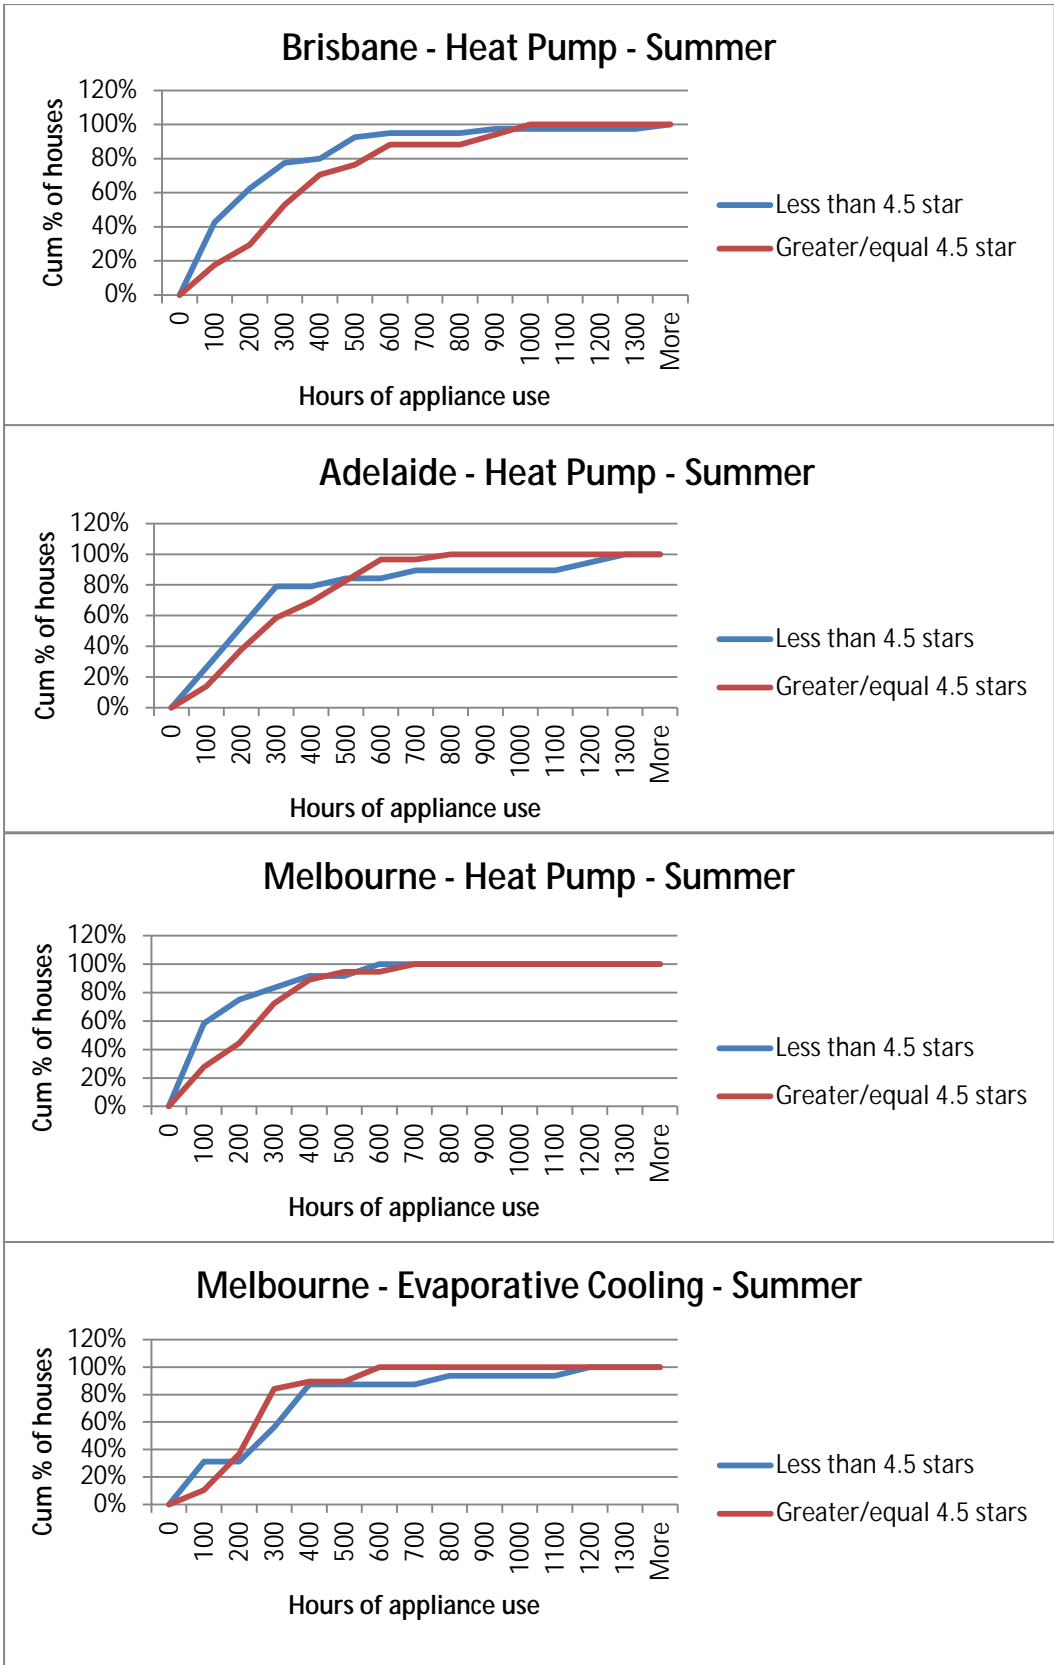 Brisbane - Heat Pump - Summer
Cum % of houses
120%
100%
80%
60%
40%
20%
0%
0 100 200 300 400 500 600 700 800 900 1000 1100 1200 1300 More
Hours of appliance use
Less than 4.5 star
Greater/equal 4.5 star
Adelaide - Heat Pump - Summer
Cum % of houses
120%
100%
80%
60%
40%
20%
0%
0 100 200 300 400 500 600 700 800 900 1000 1100 1200 1300 More
Hours of appliance use
Less than 4.5 stars
Greater/equal 4.5 stars
Melbourne - Heat Pump - Summer
Cum % of houses
120%
100%
80%
60%
40%
20%
0%
0 100 200 300 400 500 600 700 800 900 1000 1100 1200 1300 More
Hours of appliance use
Less than 4.5 stars
Greater/equal 4.5 stars
Melbourne - Evaporative Cooling - Summer
Cum % of houses
120%
100%
80%
60%
40%
20%
0%
0 100 200 300 400 500 600 700 800 900 1000 1100 1200 1300 More
Hours of appliance use
Less than 4.5 stars
Greater/equal 4.5 stars